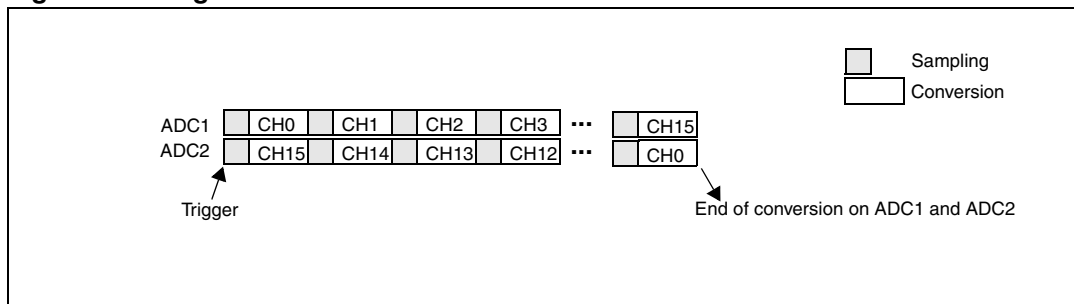 Sampling
Conversion
ADC1 CH0 CH1 CH2 CH3 ... CH15
ADC2 CH15 CH14 CH13 CH12 ... CH0
Trigger
End of conversion on ADC1 and ADC2